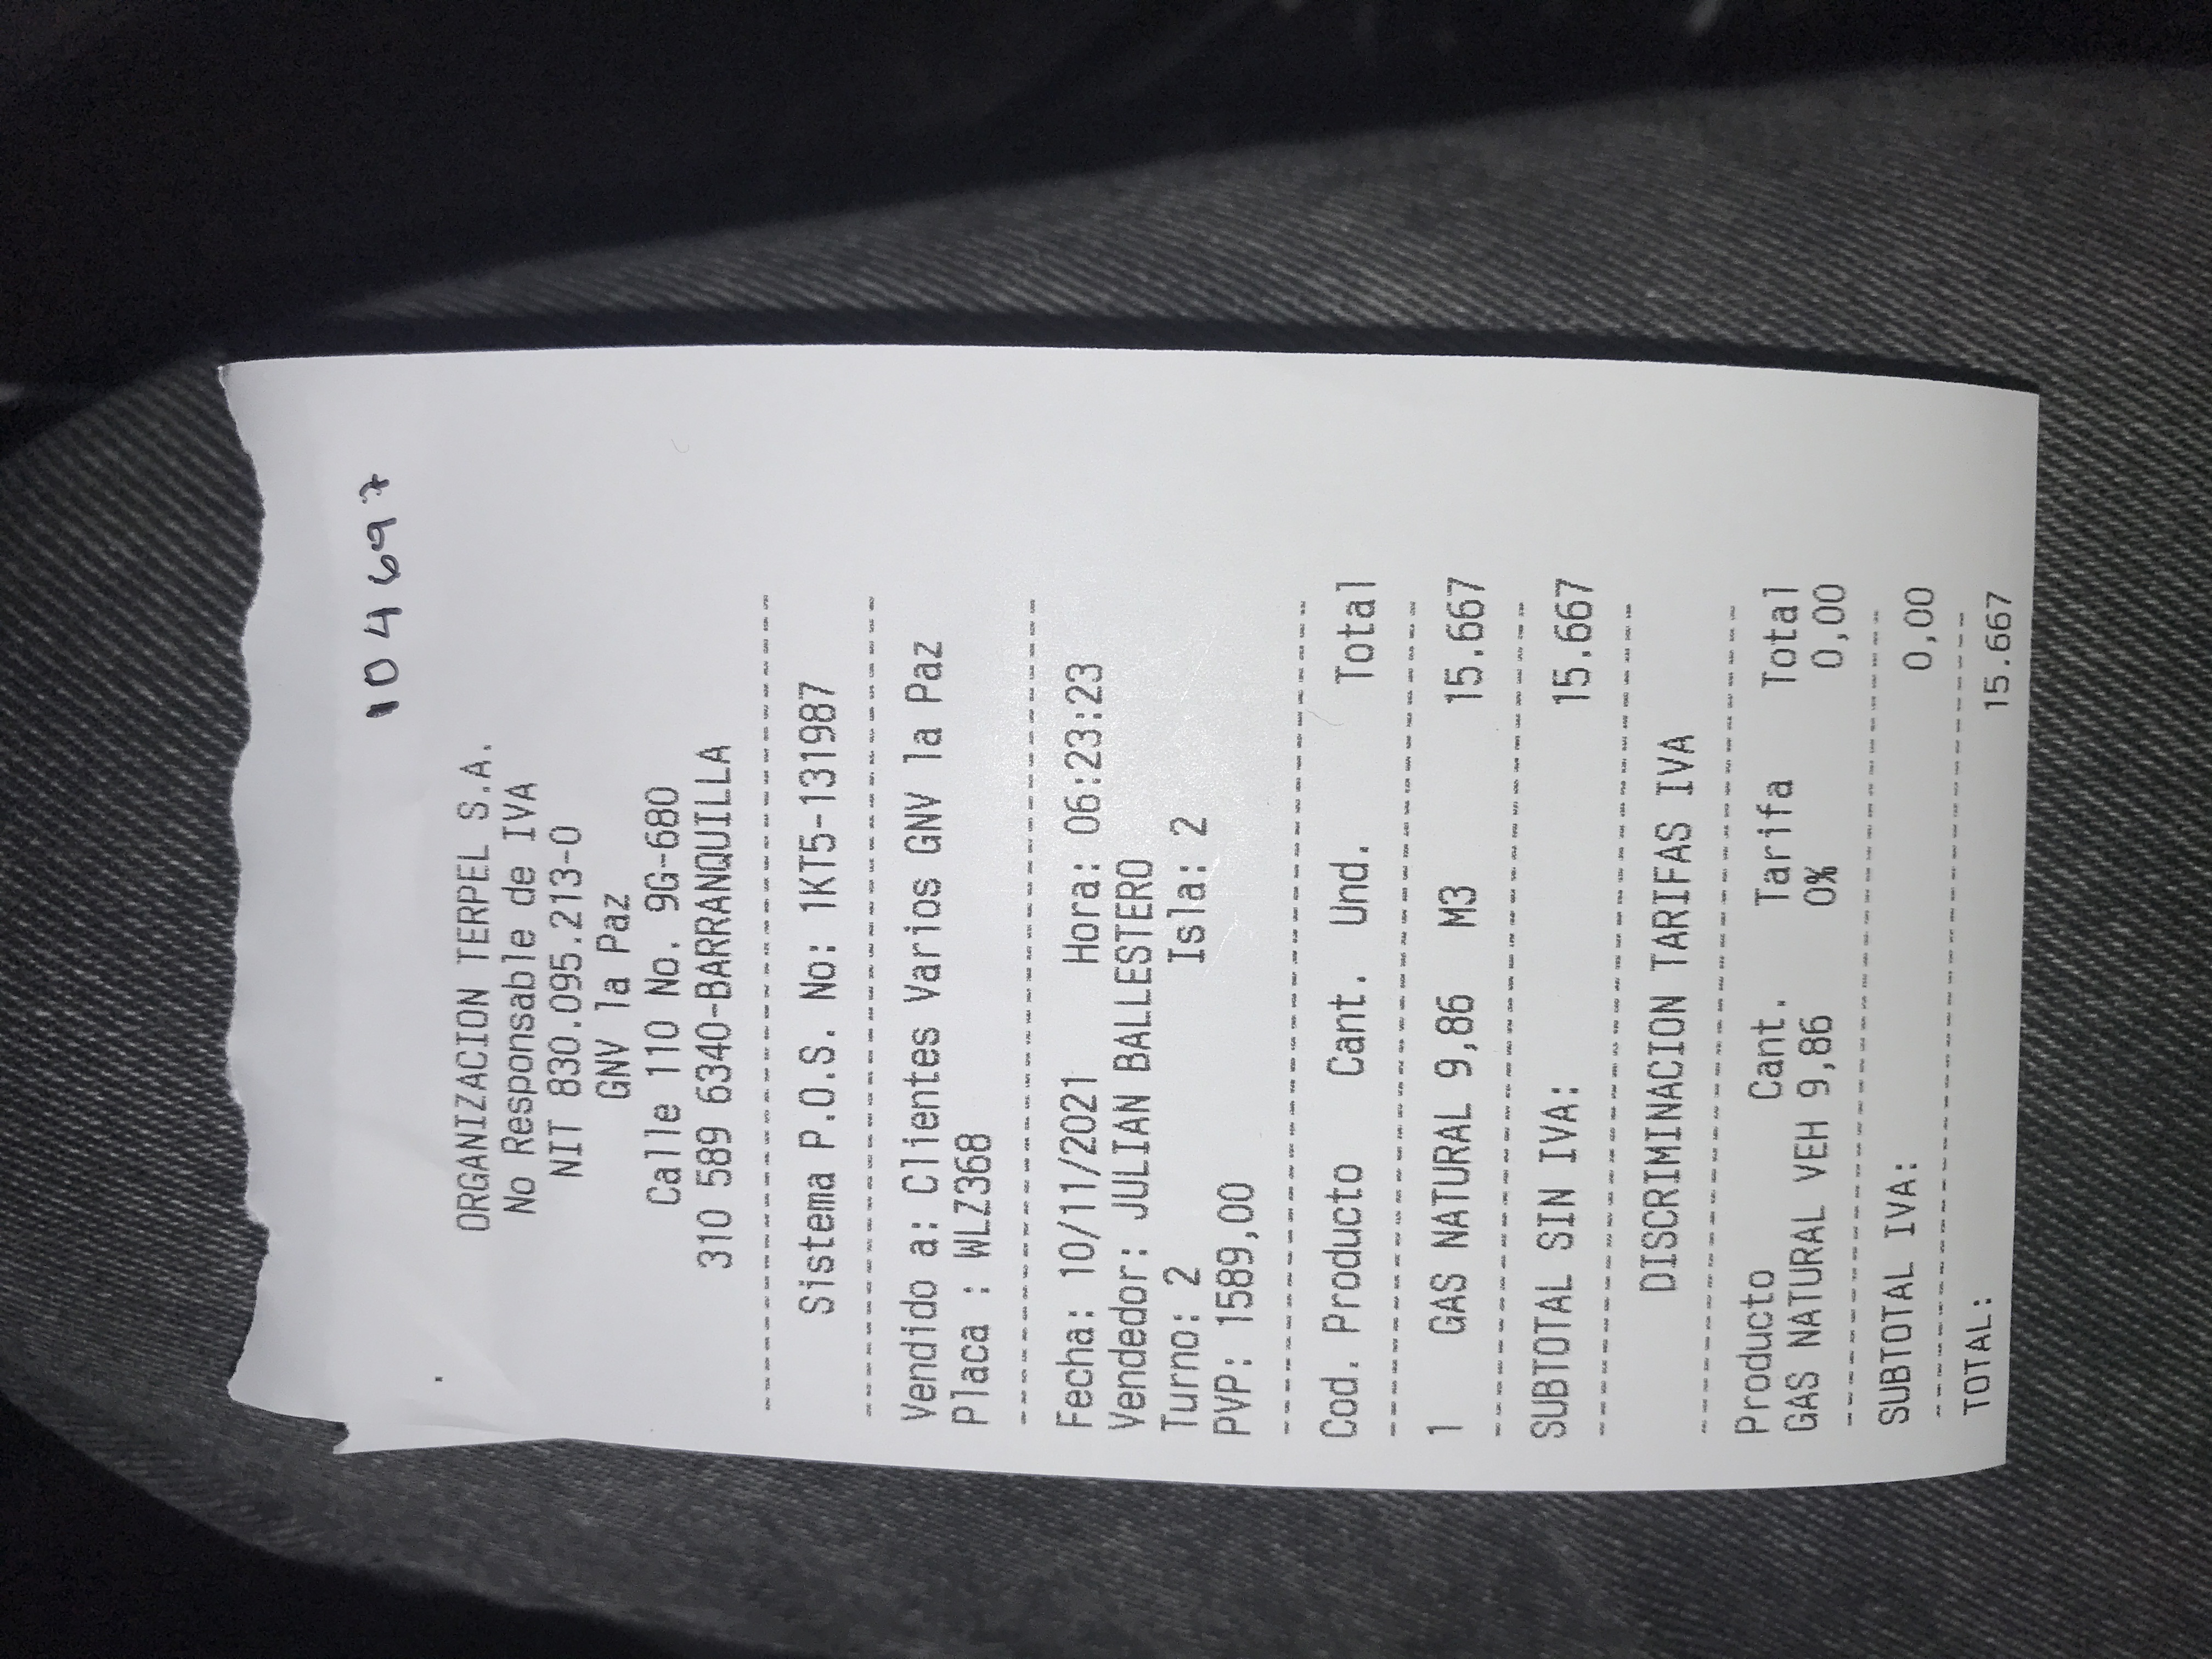 104697
ORGANIZACION TERPEL S.A.
No Responsable de IVA
NIT 830.095.213-0
GNV la Paz
Calle 110 No. 9G-680
310 589 6340-BARRANQUILLA
Sistema P.O.S. No: 1KT5-131987
Vendido a: Clientes Varios GNV la Paz
Placa : WLZ368
Fecha: 10/11/2021 Hora: 06:23:23
Vendedor: JULIAN BALLESTERO
Turno: 2 Isla: 2
PVP: 1589,00
Cod. Producto Cant. Und. Total
1 GAS NATURAL 9,86 M3 15.667
SUBTOTAL SIN IVA: 15.667
DISCRIMINACION TARIFAS IVA
Producto Cant. Tarifa Total
GAS NATURAL VEH 9,86 0% 0,00
SUBTOTAL IVA: 0,00
TOTAL: 15.667